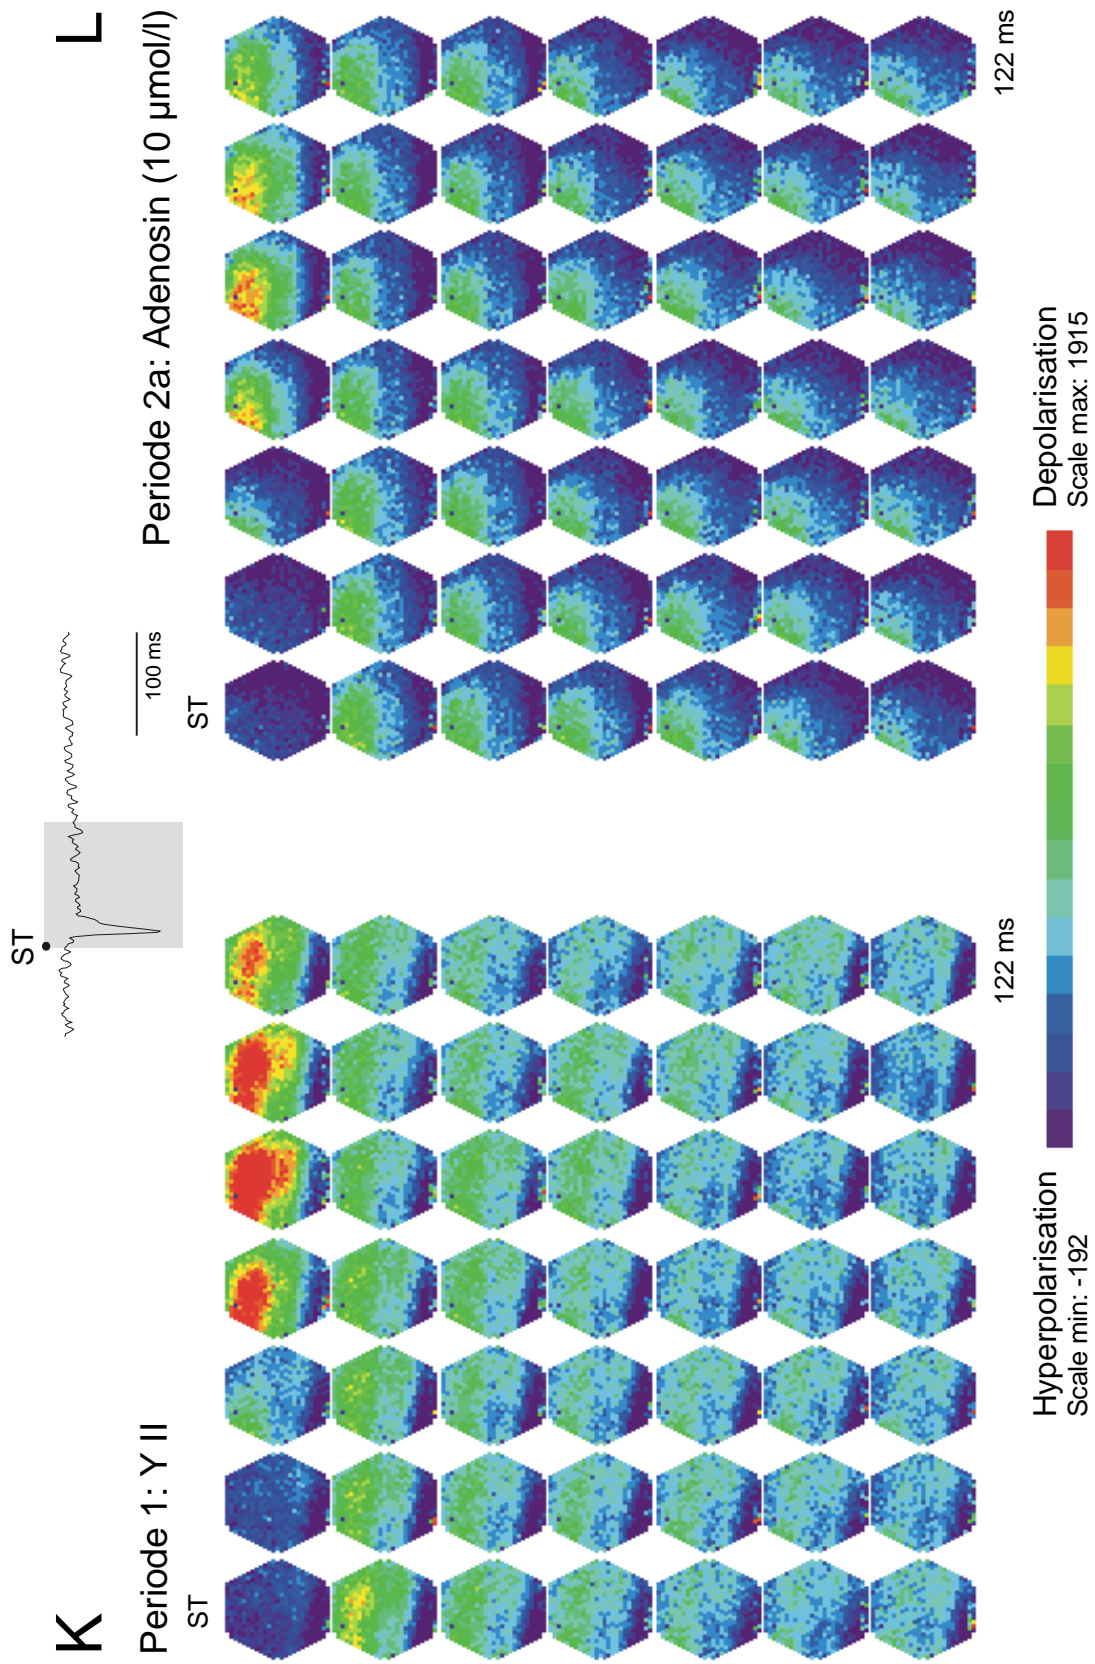 K
Periode 1: Y II
ST
122 ms
ST
100 ms
L
Periode 2a: Adenosin (10 µmol/l)
ST
122 ms
Hyperpolarisation
Scale min: -192
Depolarisation
Scale max: 1915